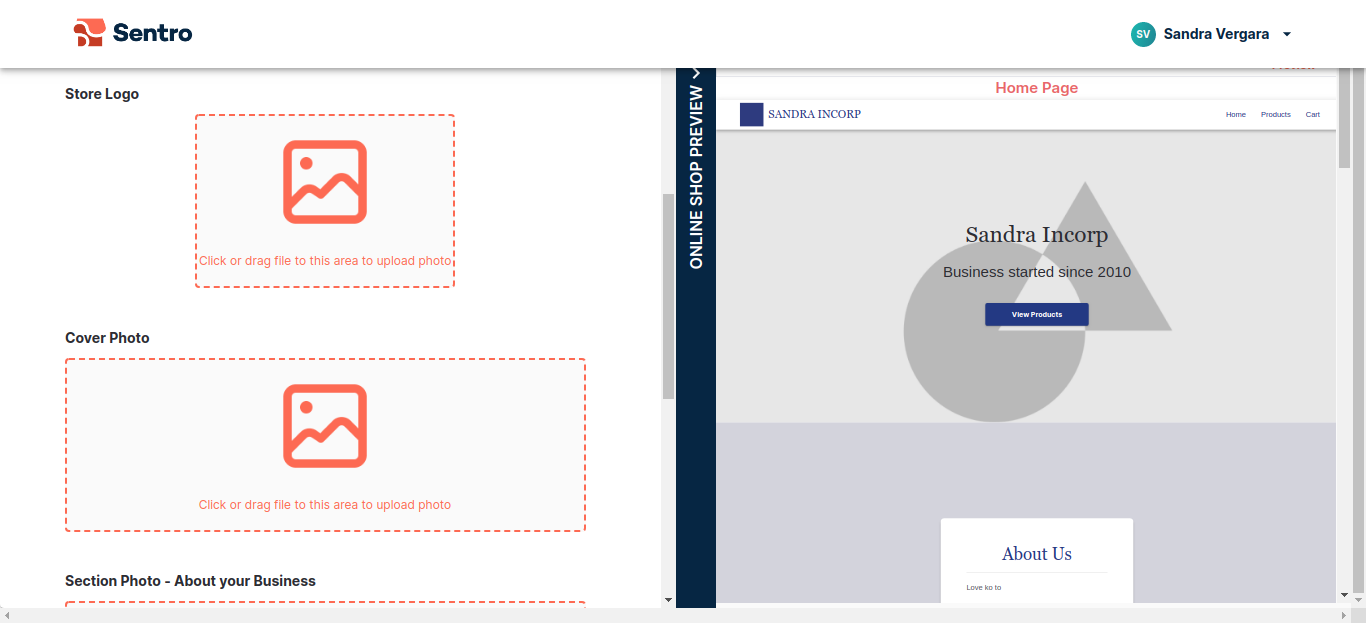 Sentro
SV Sandra Vergara
Store Logo
Click or drag file to this area to upload photo
Cover Photo
Click or drag file to this area to upload photo
Section Photo - About your Business
ONLINE SHOP PREVIEW
Home Page
SANDRA INCORP
Home Products Cart
Sandra Incorp
Business started since 2010
View Products
About Us
Love ko to